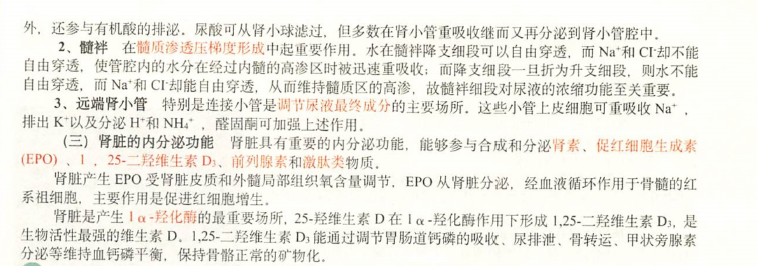 外，还参与有机酸的排泌。尿酸可从肾小球滤过，但多数在肾小管重吸收继而又再分泌到肾小管腔中。
2、髓袢 在髓质渗透压梯度形成中起重要作用。水在髓袢降支细段可以自由穿透，而 Na⁺和 Cl⁻却不能
自由穿透，使管腔内的水分在经过内髓的高渗区时被迅速重吸收；而降支细段一旦折为升支细段，则水不能
自由穿透，而 Na⁺和 Cl⁻却能自由穿透，从而维持髓质区的高渗，故髓袢细段对尿液的浓缩功能至关重要。
3、远端肾小管 特别是连接小管是调节尿液最终成分的主要场所。这些小管上皮细胞可重吸收 Na⁺，
排出 K⁺以及分泌 H⁺和 NH₄⁺，醛固酮可加强上述作用。
(三) 肾脏的内分泌功能 肾脏具有重要的内分泌功能，能够参与合成和分泌肾素、促红细胞生成素
(EPO)、1，25-二羟维生素 D₃、前列腺素和激肽类物质。
肾脏产生 EPO 受肾脏皮质和外髓局部组织氧含量调节，EPO 从肾脏分泌，经血液循环作用于骨髓的红
系祖细胞，主要作用是促进红细胞增生。
肾脏是产生 1α-羟化酶的最重要场所，25-羟维生素 D 在 1α-羟化酶作用下形成 1,25-二羟维生素 D₃，是
生物活性最强的维生素 D。1,25-二羟维生素 D₃ 能通过调节胃肠道钙磷的吸收、尿排泄、骨转运、甲状旁腺素
分泌等维持血钙磷平衡，保持骨骼正常的矿物化。